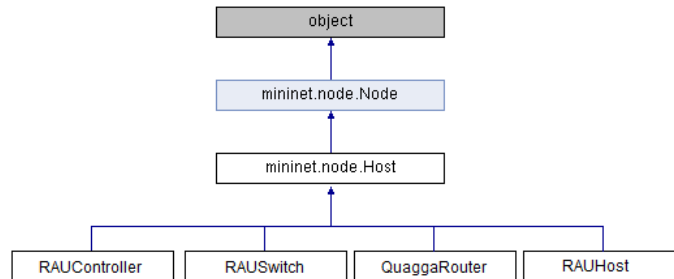 object
mininet.node.Node
mininet.node.Host
RAUController
RAUSwitch
QuaggaRouter
RAUHost